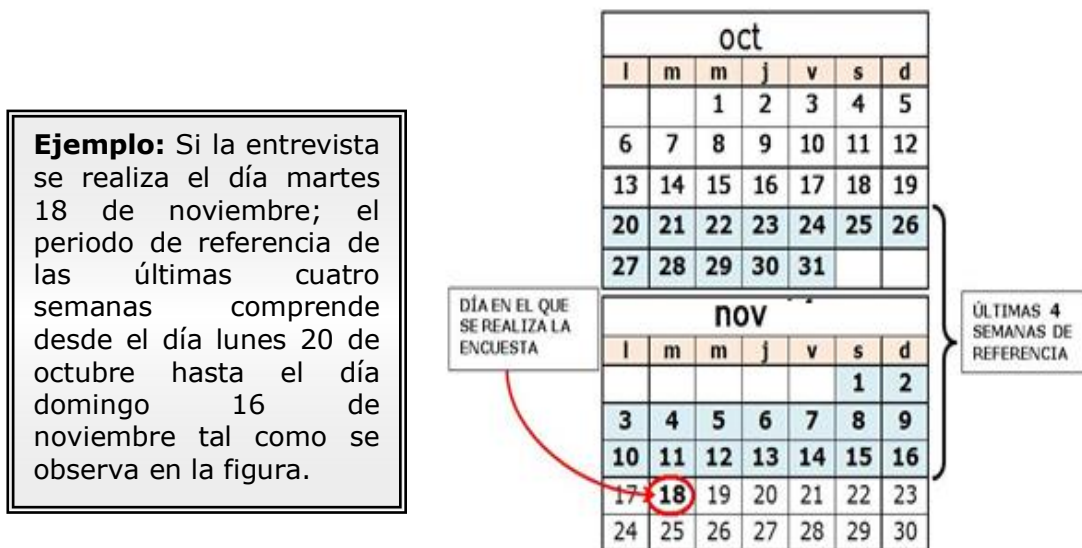 Ejemplo: Si la entrevista
se realiza el día martes
18 de noviembre; el
periodo de referencia de
las últimas cuatro
semanas comprende
desde el día lunes 20 de
octubre hasta el día
domingo 16 de
noviembre tal como se
observa en la figura.
oct
l m m j v s d
1 2 3 4 5
6 7 8 9 10 11 12
13 14 15 16 17 18 19
20 21 22 23 24 25 26
27 28 29 30 31
DÍA EN EL QUE
SE REALIZA LA
ENCUESTA
nov
l m m j v s d
1 2
3 4 5 6 7 8 9
10 11 12 13 14 15 16
17 18 19 20 21 22 23
24 25 26 27 28 29 30
ÚLTIMAS 4
SEMANAS DE
REFERENCIA